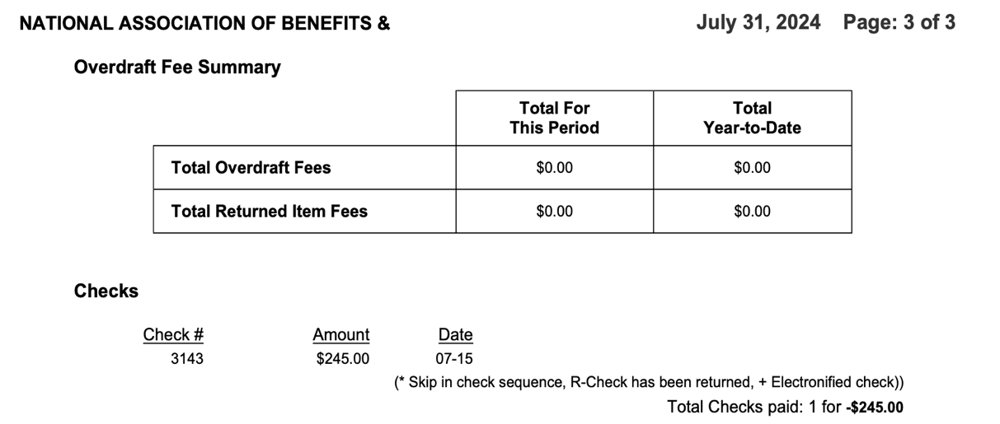 NATIONAL ASSOCIATION OF BENEFITS & July 31, 2024 Page: 3 of 3
Overdraft Fee Summary
Total For Total
This Period Year-to-Date
Total Overdraft Fees $0.00 $0.00
Total Returned Item Fees $0.00 $0.00
Checks
Check # Amount Date
3143 $245.00 07-15
(* Skip in check sequence, R-Check has been returned, + Electronified check))
Total Checks paid: 1 for -$245.00